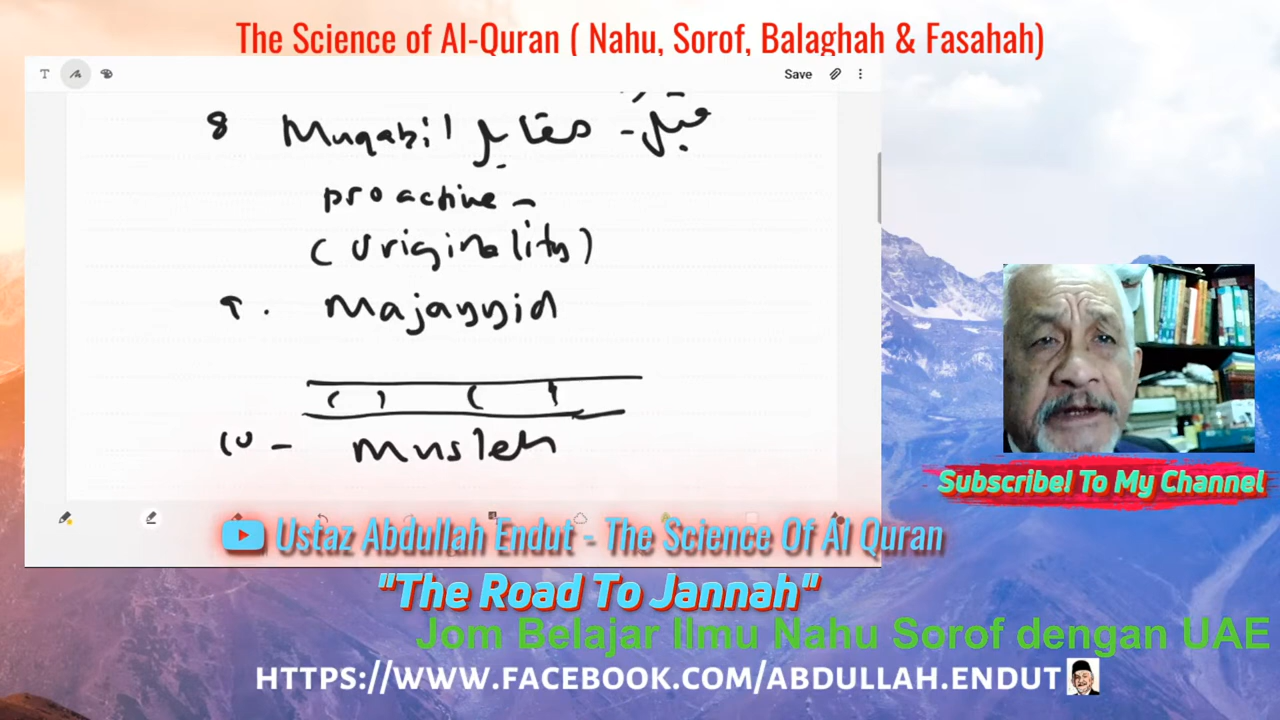 The Science of Al-Quran ( Nahu, Sorof, Balaghah & Fasahah)
T Save
8 Muqabil مقابل - قبل
proactive -
(Originality)
9. Majayyid
( ) (
10 - musleh
Subscribe! To My Channel
Ustaz Abdullah Endut - The Science Of Al Quran
"The Road To Jannah"
Jom Belajar Ilmu Nahu Sorof dengan UAE
HTTPS://WWW.FACEBOOK.COM/ABDULLAH.ENDUT